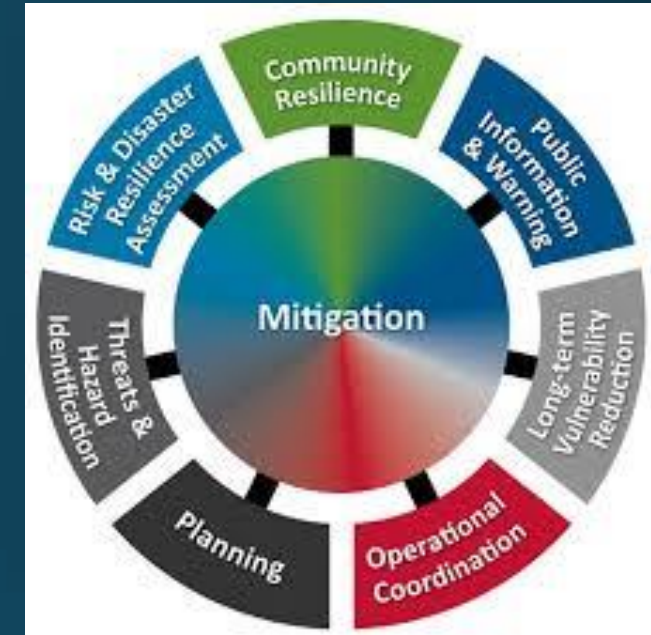 Community
Resilience
Public
Information
& Warning
Long-term
Vulnerability
Reduction
Operational
Coordination
Planning
Threats &
Hazard
Identification
Risk & Disaster
Resilience
Assessment
Mitigation